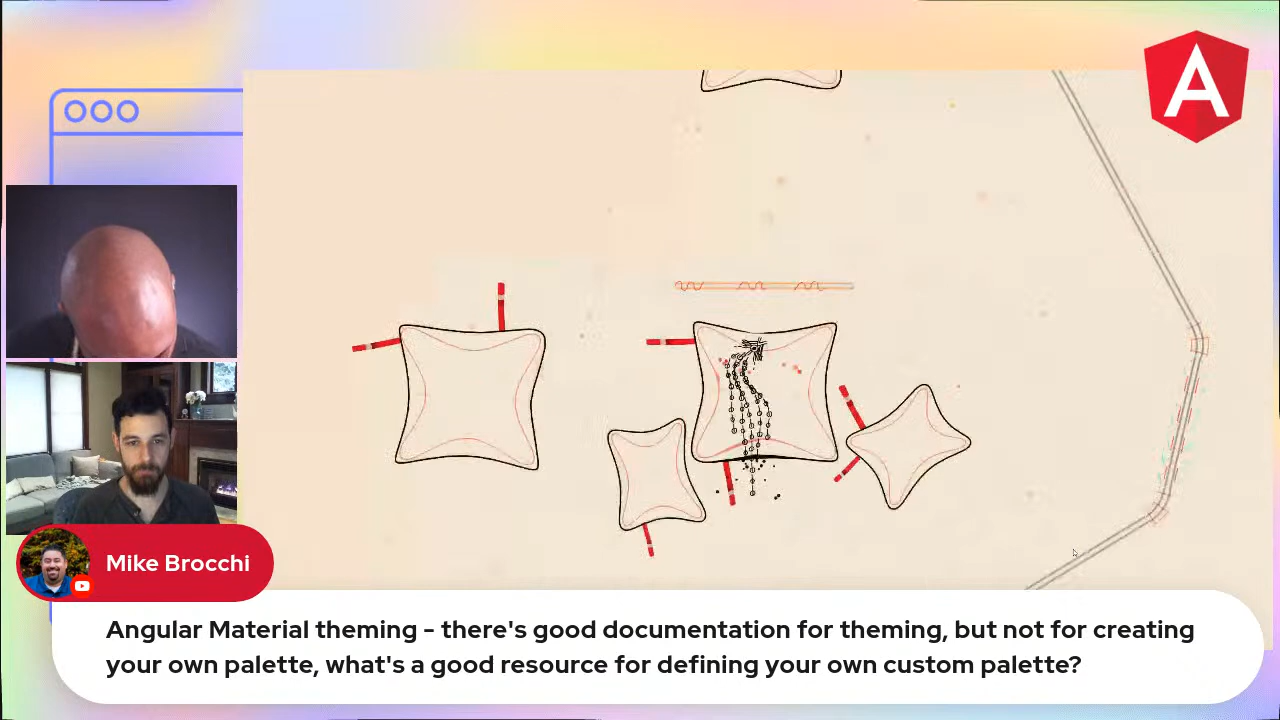 A
Mike Brocchi
Angular Material theming - there's good documentation for theming, but not for creating
your own palette, what's a good resource for defining your own custom palette?